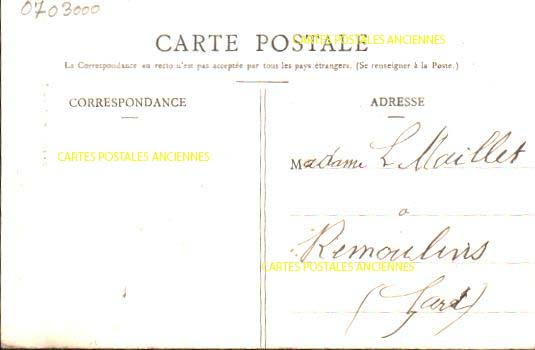 0703000
CARTE POSTALE
CARTES POSTALES ANCIENNES
La Correspondance au recto n'est pas acceptée par tous les pays étrangers. (Se renseigner à la Poste.)
CORRESPONDANCE
ADRESSE
CARTES POSTALES ANCIENNES
Madame L Maillet
a
Remoulins
CARTES POSTALES ANCIENNES
(Gard)